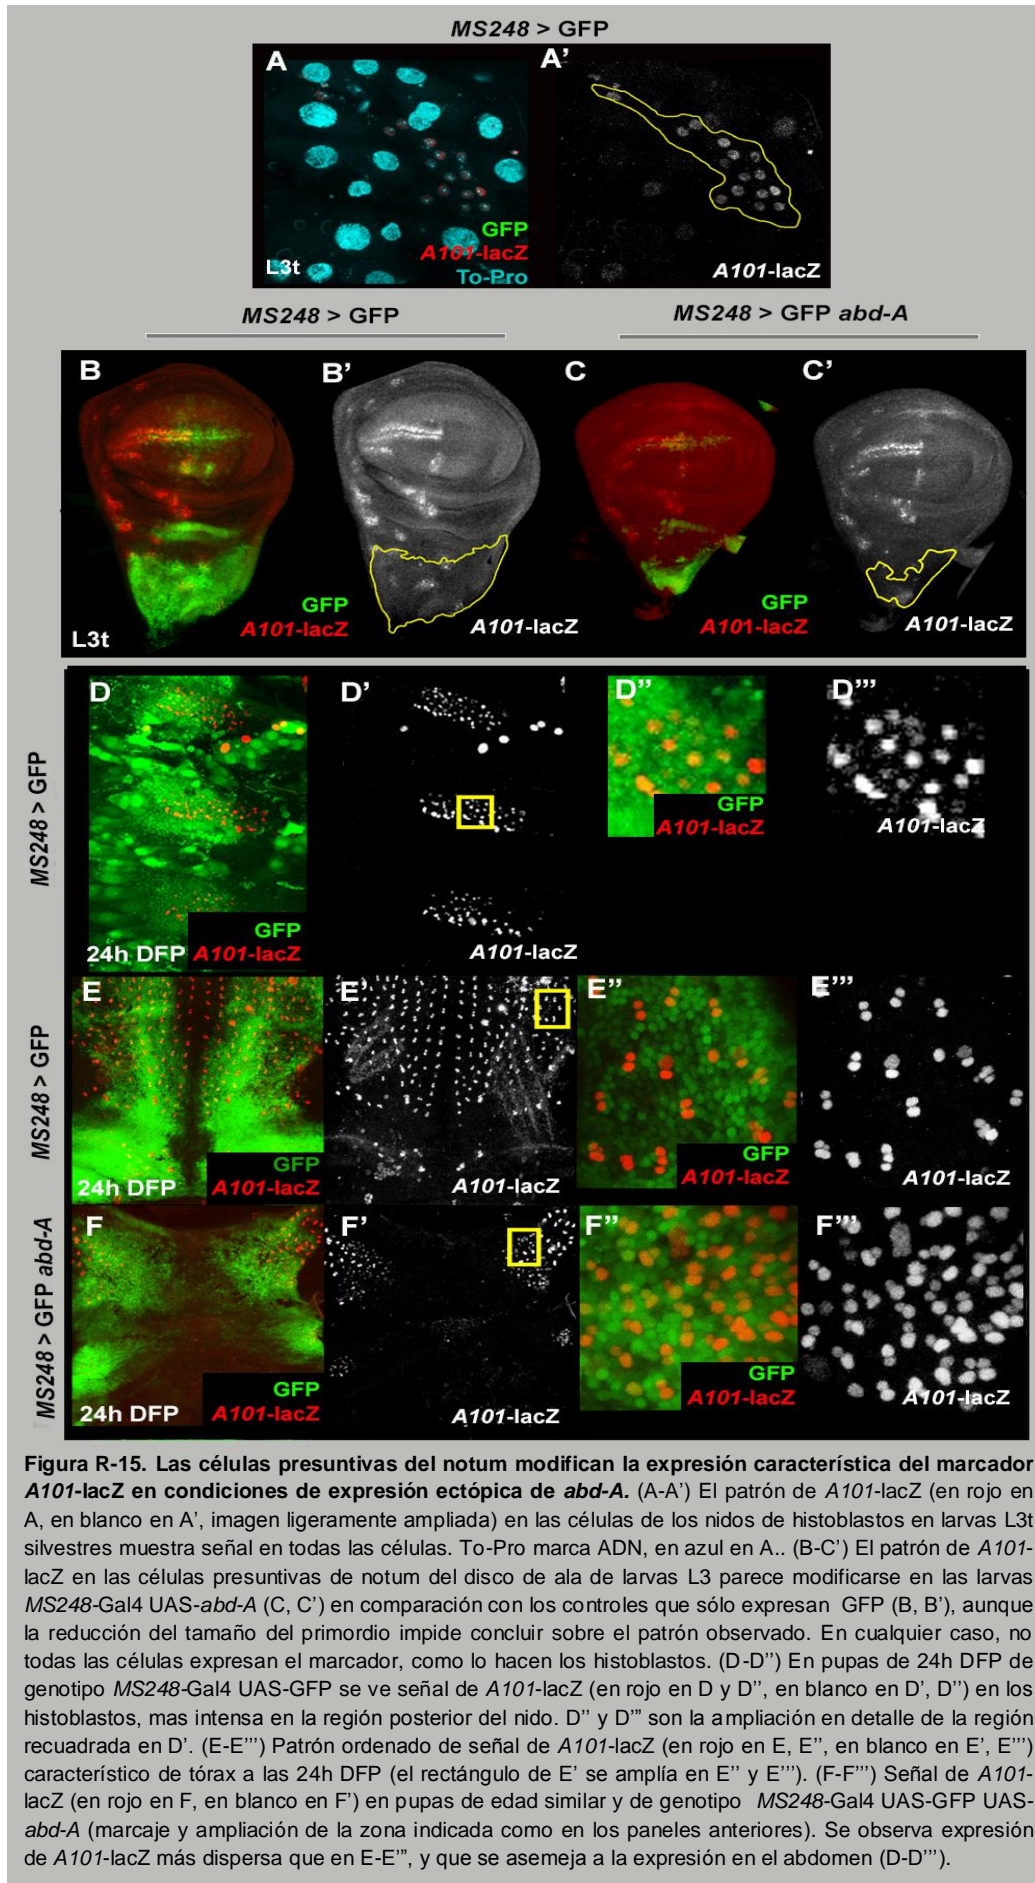 MS248 > GFP
A
A'
GFP
A101-lacZ
To-Pro
L3t
A101-lacZ
MS248 > GFP
MS248 > GFP abd-A
B
B'
C
C'
GFP
A101-lacZ
L3t
A101-lacZ
GFP
A101-lacZ
A101-lacZ
MS248 > GFP
D
D'
D''
D'''
GFP
A101-lacZ
A101-lacZ
GFP
A101-lacZ
24h DFP
A101-lacZ
MS248 > GFP
E
E'
E''
E'''
GFP
A101-lacZ
24h DFP
A101-lacZ
GFP
A101-lacZ
A101-lacZ
MS248 > GFP abd-A
F
F'
F''
F'''
GFP
A101-lacZ
24h DFP
A101-lacZ
GFP
A101-lacZ
A101-lacZ
Figura R-15. Las células presuntivas del notum modifican la expresión característica del marcador
A101-lacZ en condiciones de expresión ectópica de abd-A. (A-A’) El patrón de A101-lacZ (en rojo en
A, en blanco en A’, imagen ligeramente ampliada) en las células de los nidos de histoblastos en larvas L3t
silvestres muestra señal en todas las células. To-Pro marca ADN, en azul en A.. (B-C’) El patrón de A101-
lacZ en las células presuntivas de notum del disco de ala de larvas L3 parece modificarse en las larvas
MS248-Gal4 UAS-abd-A (C, C’) en comparación con los controles que sólo expresan GFP (B, B’), aunque
la reducción del tamaño del primordio impide concluir sobre el patrón observado. En cualquier caso, no
todas las células expresan el marcador, como lo hacen los histoblastos. (D-D’’) En pupas de 24h DFP de
genotipo MS248-Gal4 UAS-GFP se ve señal de A101-lacZ (en rojo en D y D’’, en blanco en D’, D’’) en los
histoblastos, mas intensa en la región posterior del nido. D’’ y D’’’ son la ampliación en detalle de la región
recuadrada en D’. (E-E’’’) Patrón ordenado de señal de A101-lacZ (en rojo en E, E’’, en blanco en E’, E’’’)
característico de tórax a las 24h DFP (el rectángulo de E’ se amplía en E’’ y E’’’). (F-F’’’) Señal de A101-
lacZ (en rojo en F, en blanco en F’) en pupas de edad similar y de genotipo MS248-Gal4 UAS-GFP UAS-
abd-A (marcaje y ampliación de la zona indicada como en los paneles anteriores). Se observa expresión
de A101-lacZ más dispersa que en E-E’’’, y que se asemeja a la expresión en el abdomen (D-D’’’).